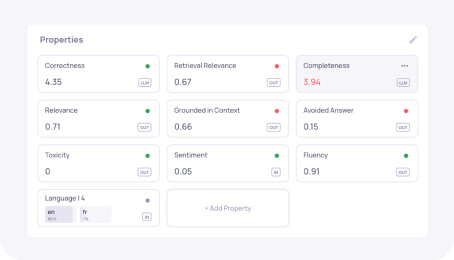 Properties
Correctness
4.35 LLM
Retrieval Relevance
0.67 OUT
Completeness ...
3.94 LLM
Relevance
0.71 OUT
Grounded in Context
0.66 OUT
Avoided Answer
0.15 OUT
Toxicity
0 OUT
Sentiment
0.05 IN
Fluency
0.91 OUT
Language | 4
en
fr
IN
+ Add Property